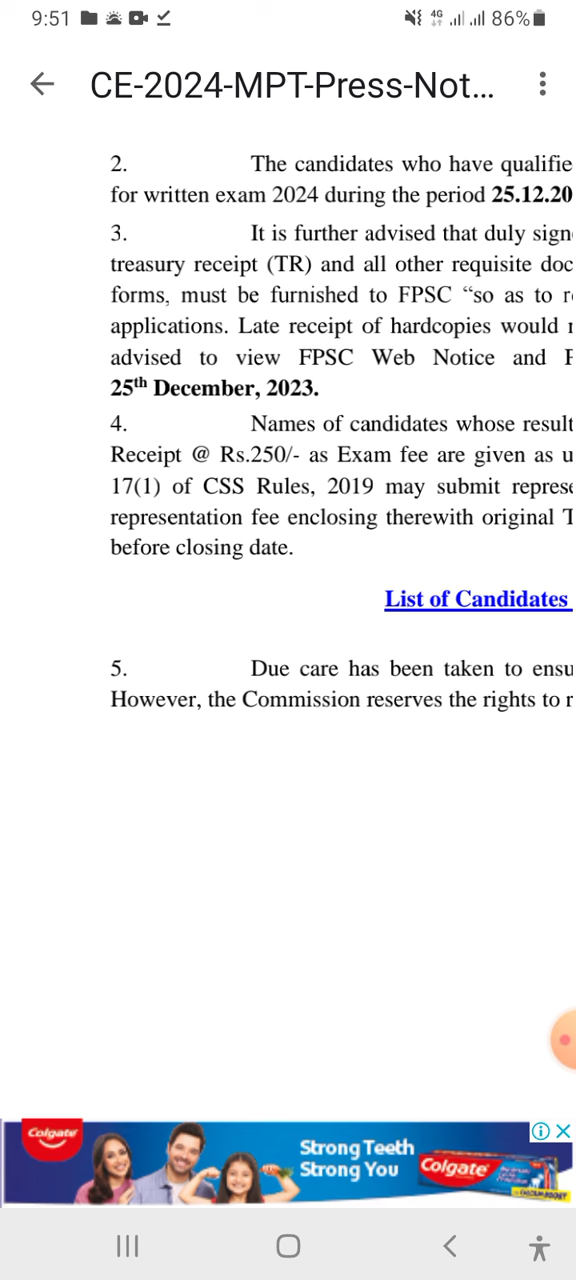 9:51 4G 86%
CE-2024-MPT-Press-Not...
2. The candidates who have qualifie
for written exam 2024 during the period 25.12.20
3. It is further advised that duly sign
treasury receipt (TR) and all other requisite doc
forms, must be furnished to FPSC “so as to r
applications. Late receipt of hardcopies would
advised to view FPSC Web Notice and
25th December, 2023.
4. Names of candidates whose result
Receipt @ Rs.250/- as Exam fee are given as u
17(1) of CSS Rules, 2019 may submit represe
representation fee enclosing therewith original T
before closing date.
List of Candidates
5. Due care has been taken to ensu
However, the Commission reserves the rights to r
Colgate
Strong Teeth
Strong You
Colgate